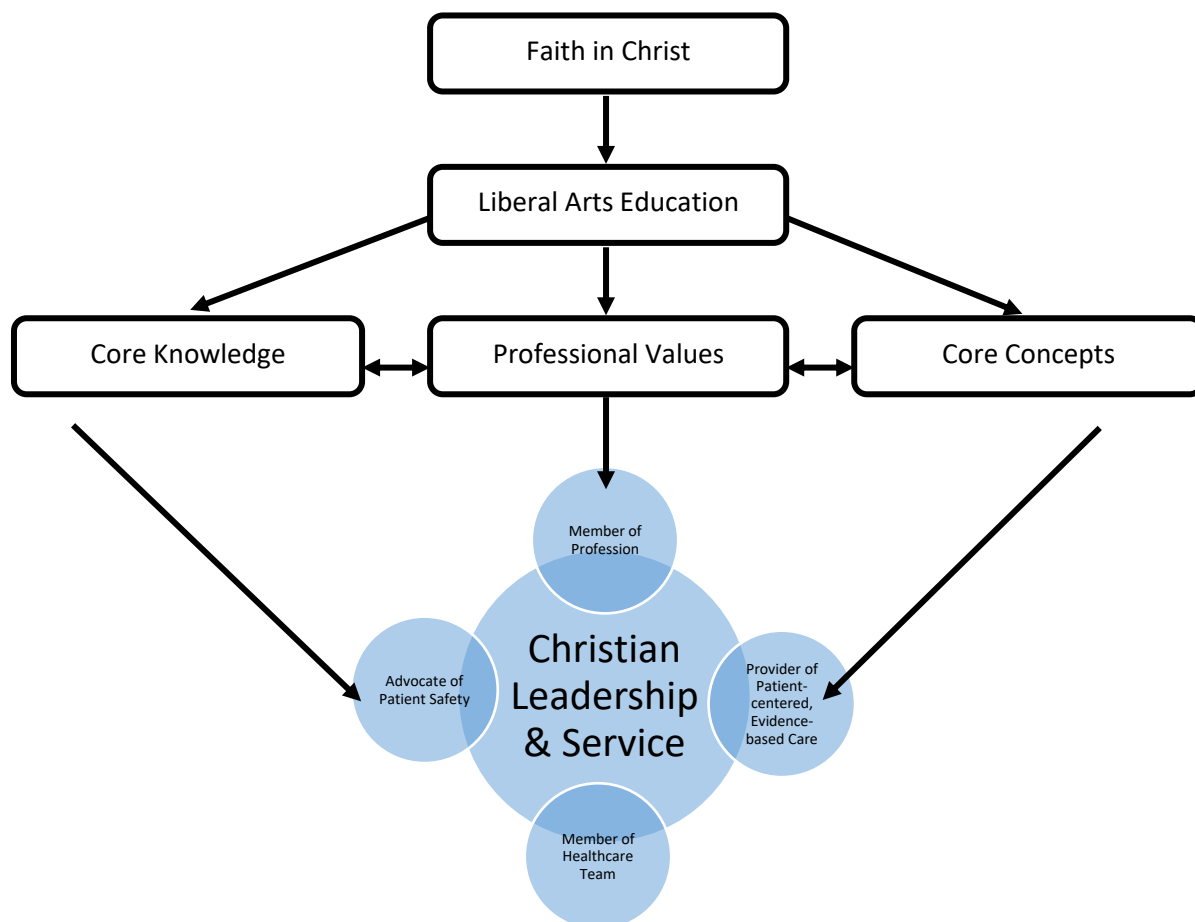 Faith in Christ
Liberal Arts Education
Core Knowledge
Professional Values
Core Concepts
Member of
Profession
Advocate of
Patient Safety
Christian
Leadership
& Service
Provider of
Patient-
centered,
Evidence-
based Care
Member of
Healthcare
Team